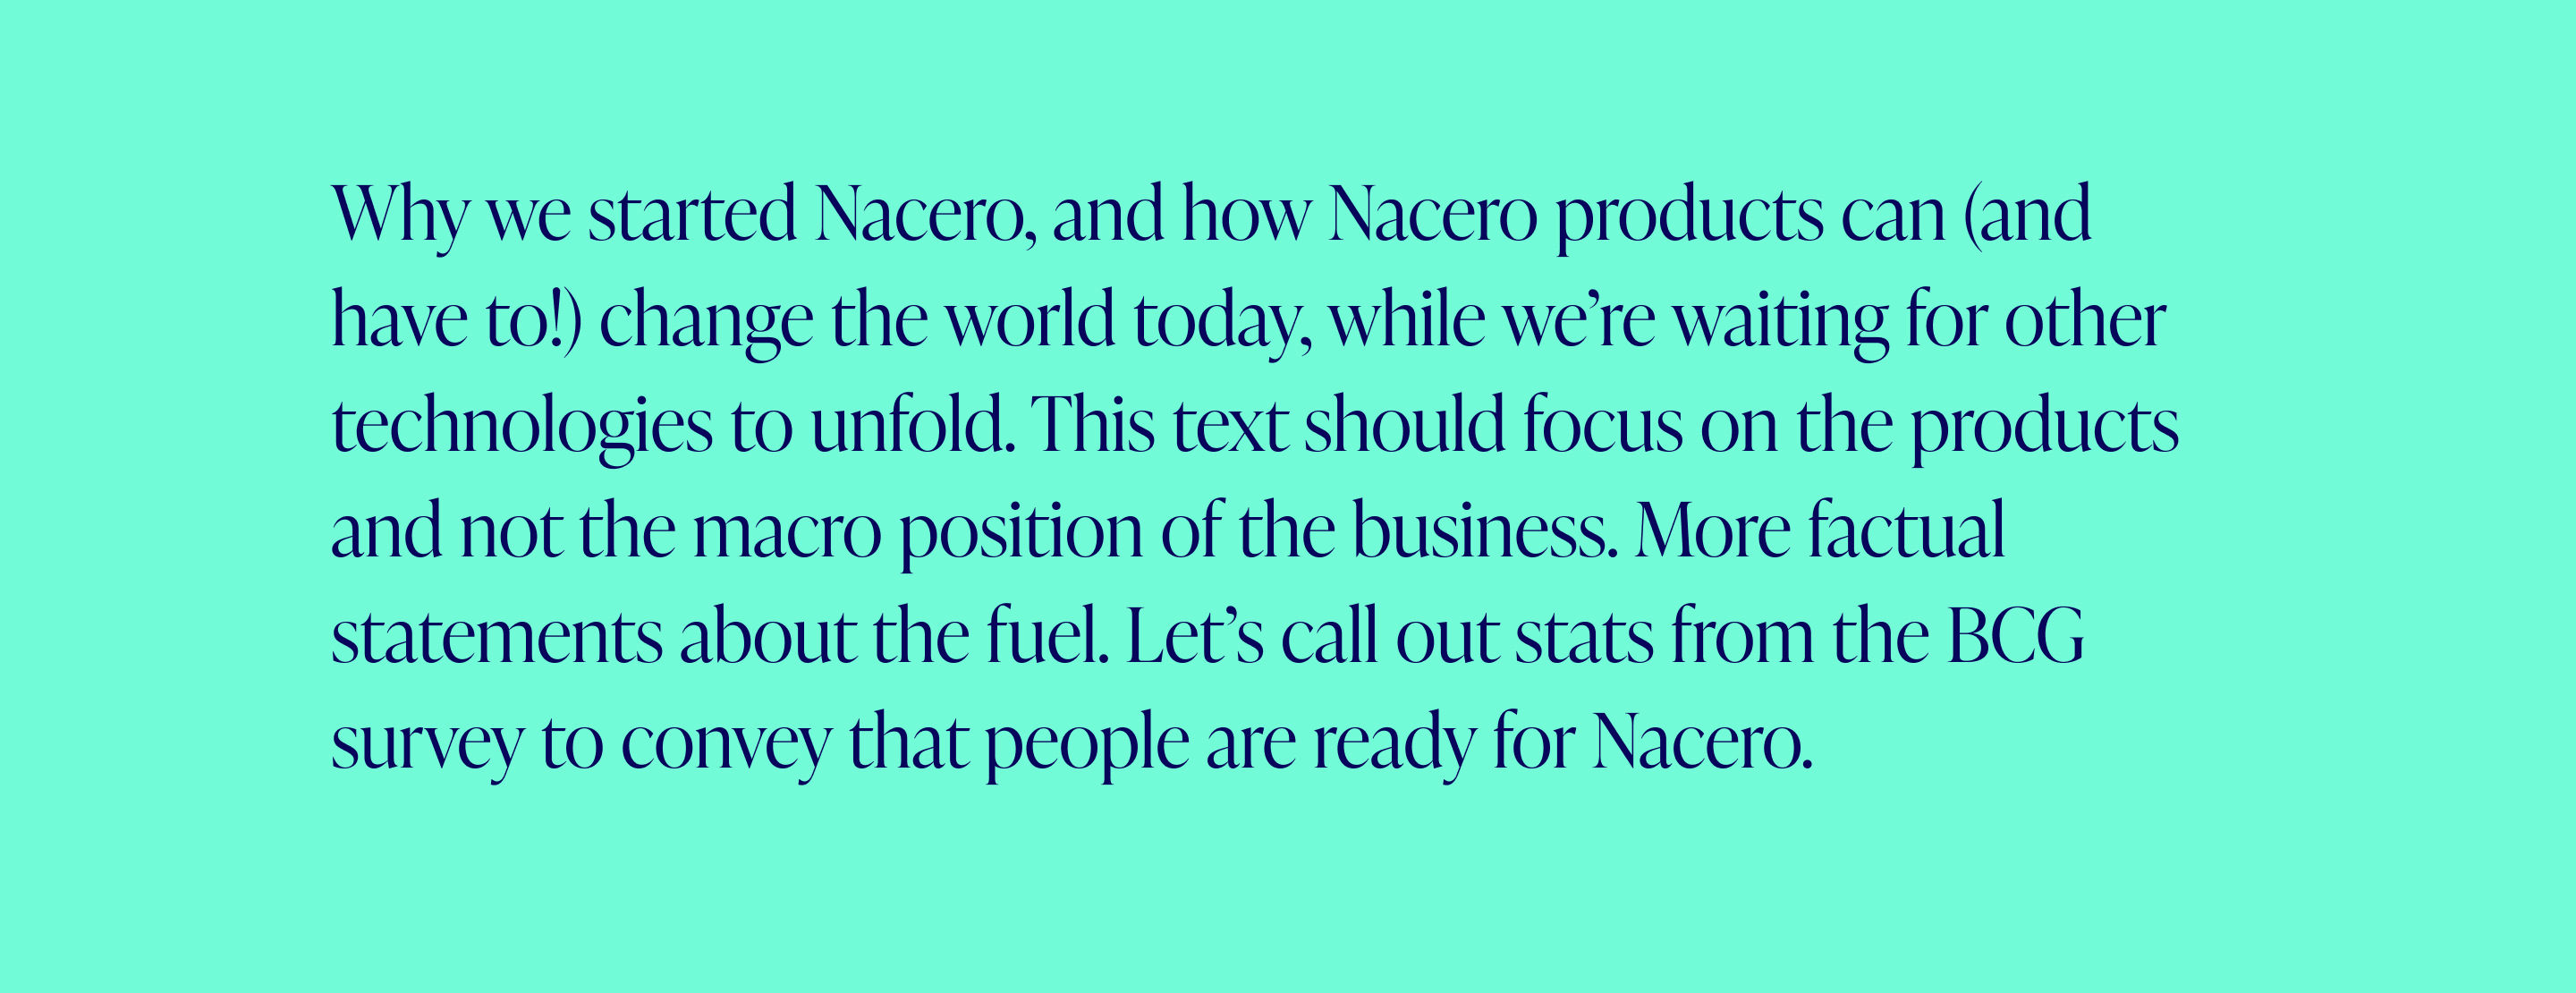 Why we started Nacero, and how Nacero products can (and
have to!) change the world today, while we’re waiting for other
technologies to unfold. This text should focus on the products
and not the macro position of the business. More factual
statements about the fuel. Let’s call out stats from the BCG
survey to convey that people are ready for Nacero.